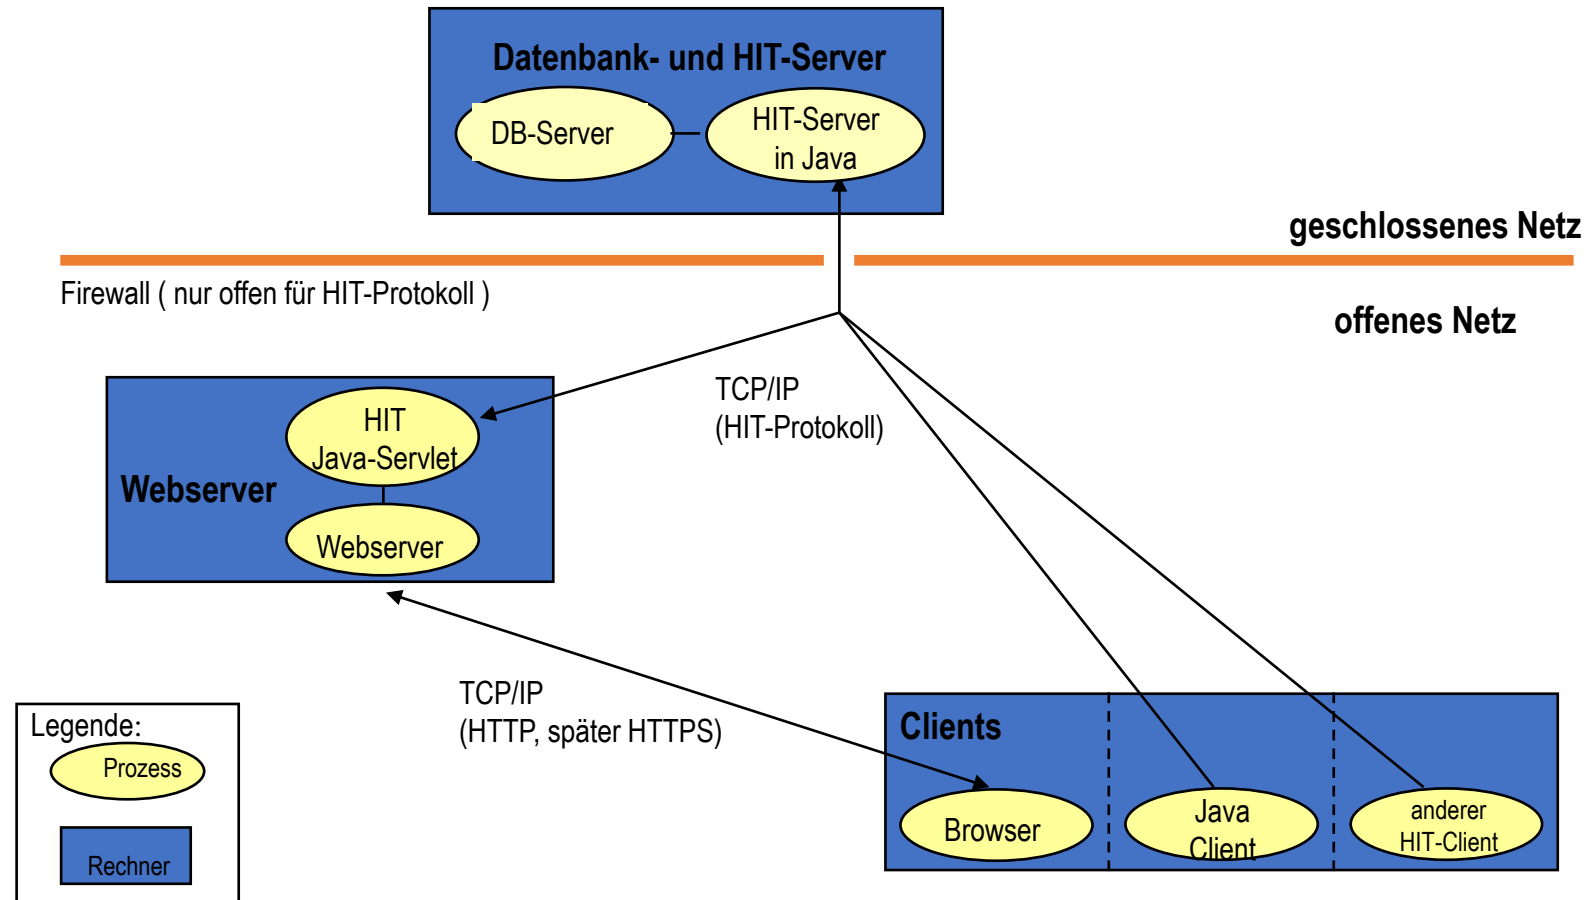 Datenbank- und HIT-Server
DB-Server
HIT-Server
in Java
geschlossenes Netz
Firewall ( nur offen für HIT-Protokoll )
offenes Netz
TCP/IP
(HIT-Protokoll)
HIT
Java-Servlet
Webserver
Webserver
TCP/IP
(HTTP, später HTTPS)
Legende:
Prozess
Rechner
Clients
Browser
Java
Client
anderer
HIT-Client